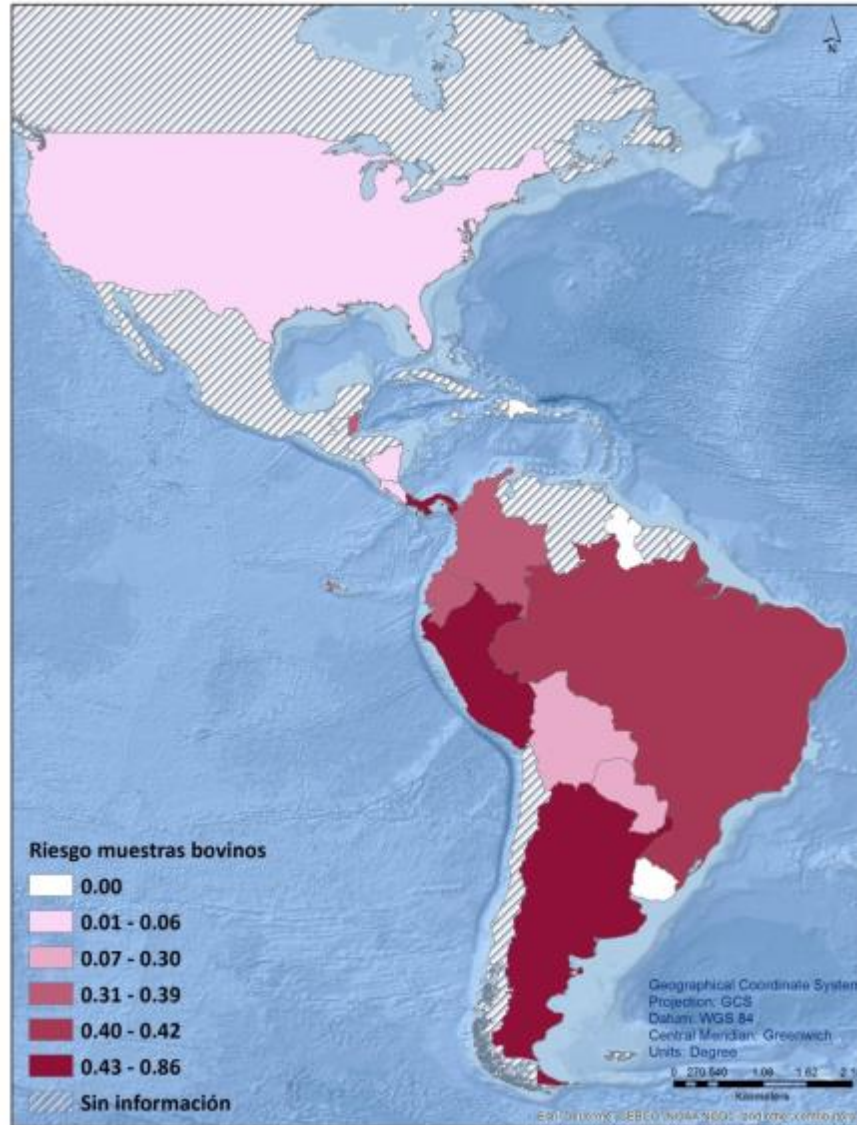 N
Riesgo muestras bovinos
0.00
0.01 - 0.06
0.07 - 0.30
0.31 - 0.39
0.40 - 0.42
0.43 - 0.86
Sin información
Geographical Coordinate System
Projection: GCS
Datum: WGS 84
Central Meridian: Greenwich
Units: Degree
Kilometers